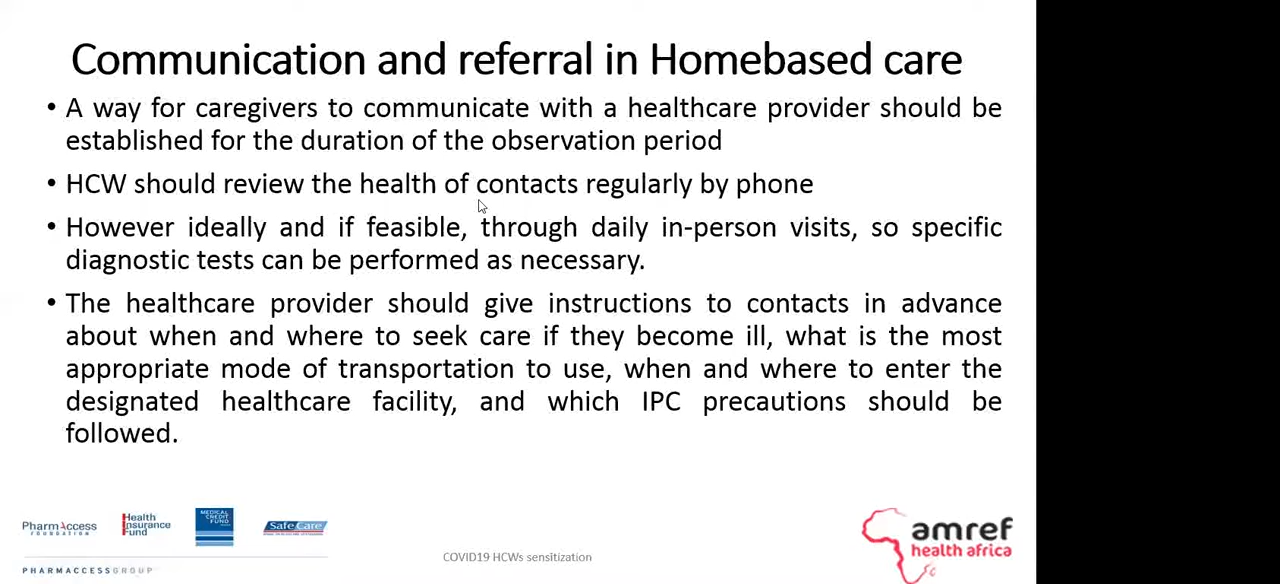 Communication and referral in Homebased care
• A way for caregivers to communicate with a healthcare provider should be
established for the duration of the observation period
• HCW should review the health of contacts regularly by phone
• However ideally and if feasible, through daily in-person visits, so specific
diagnostic tests can be performed as necessary.
• The healthcare provider should give instructions to contacts in advance
about when and where to seek care if they become ill, what is the most
appropriate mode of transportation to use, when and where to enter the
designated healthcare facility, and which IPC precautions should be
followed.
PharmAccess
FOUNDATION
Health
Insurance
Fund
MEDICAL
CREDIT
FUND
SafeCare
PHARMACCESSGROUP
COVID19 HCWs sensitization
amref
health africa